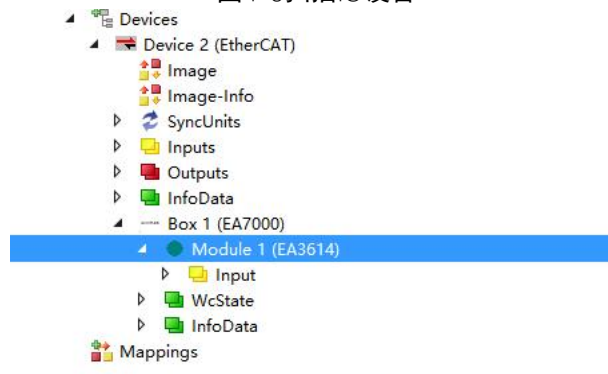 Devices
Device 2 (EtherCAT)
Image
Image-Info
SyncUnits
Inputs
Outputs
InfoData
Box 1 (EA7000)
Module 1 (EA3614)
Input
WcState
InfoData
Mappings